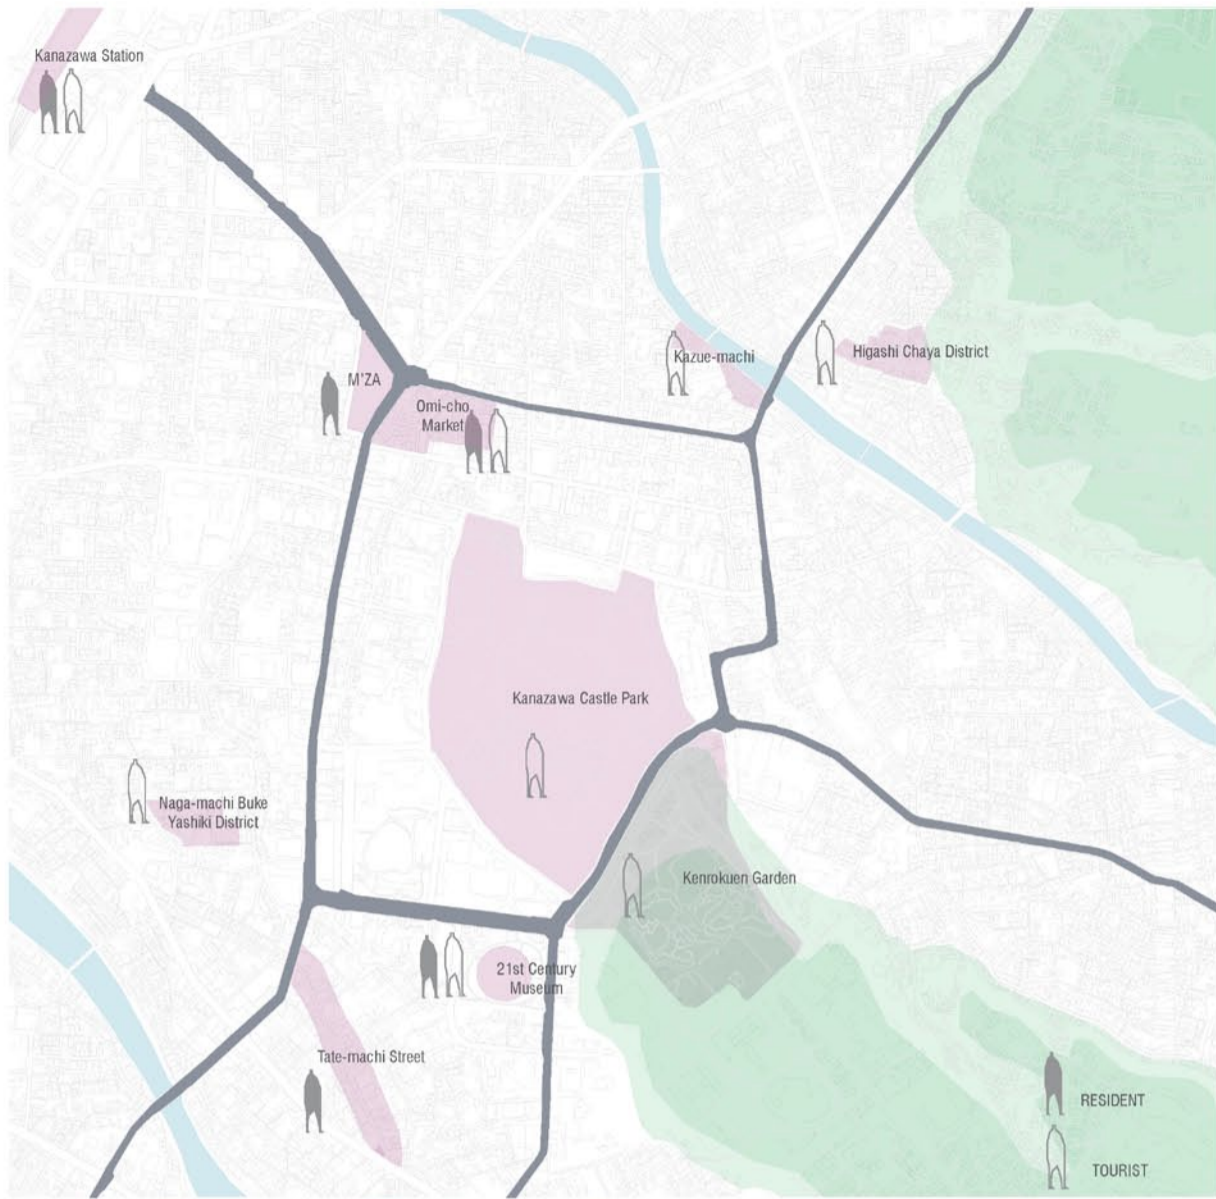 Kanazawa Station
Kazue-machi
Higashi Chaya District
M'ZA
Omi-cho
Market
Kanazawa Castle Park
Naga-machi Buke
Yashiki District
Kenrokuen Garden
21st Century
Museum
Tate-machi Street
RESIDENT
TOURIST